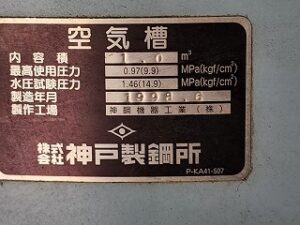 空気槽
内容積 1.0 m³
最高使用圧力 0.97(9.9) MPa(kgf/cm²)
水圧試験圧力 1.46(14.9) MPa(kgf/cm²)
製造年月 1998.6
製作工場 神鋼機器工業(株)
株式会社 神戸製鋼所
P-KA41-507